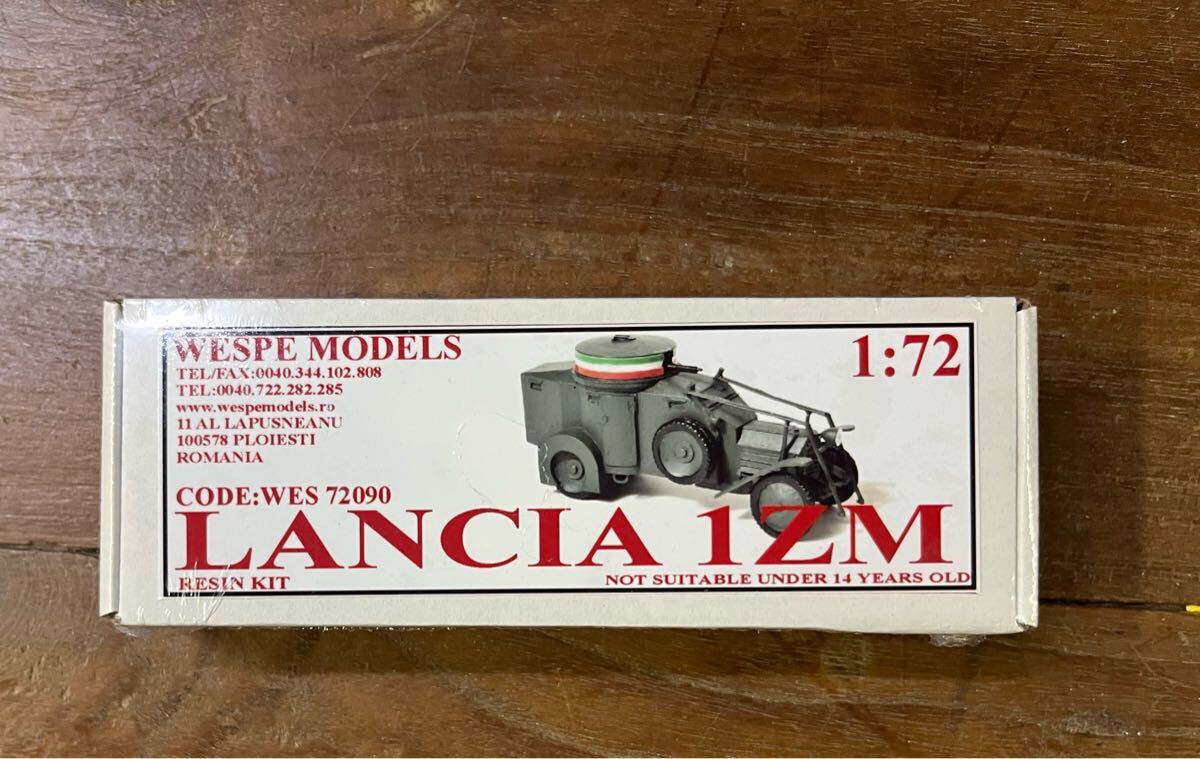 WESPE MODELS
TEL/FAX:0040.344.102.808
TEL:0040.722.282.285
www.wespemodels.ro
11 AL LAPUSNEANU
100578 PLOIESTI
ROMANIA
1:72
CODE:WES 72090
LANCIA 1ZM
RESIN KIT
NOT SUITABLE UNDER 14 YEARS OLD